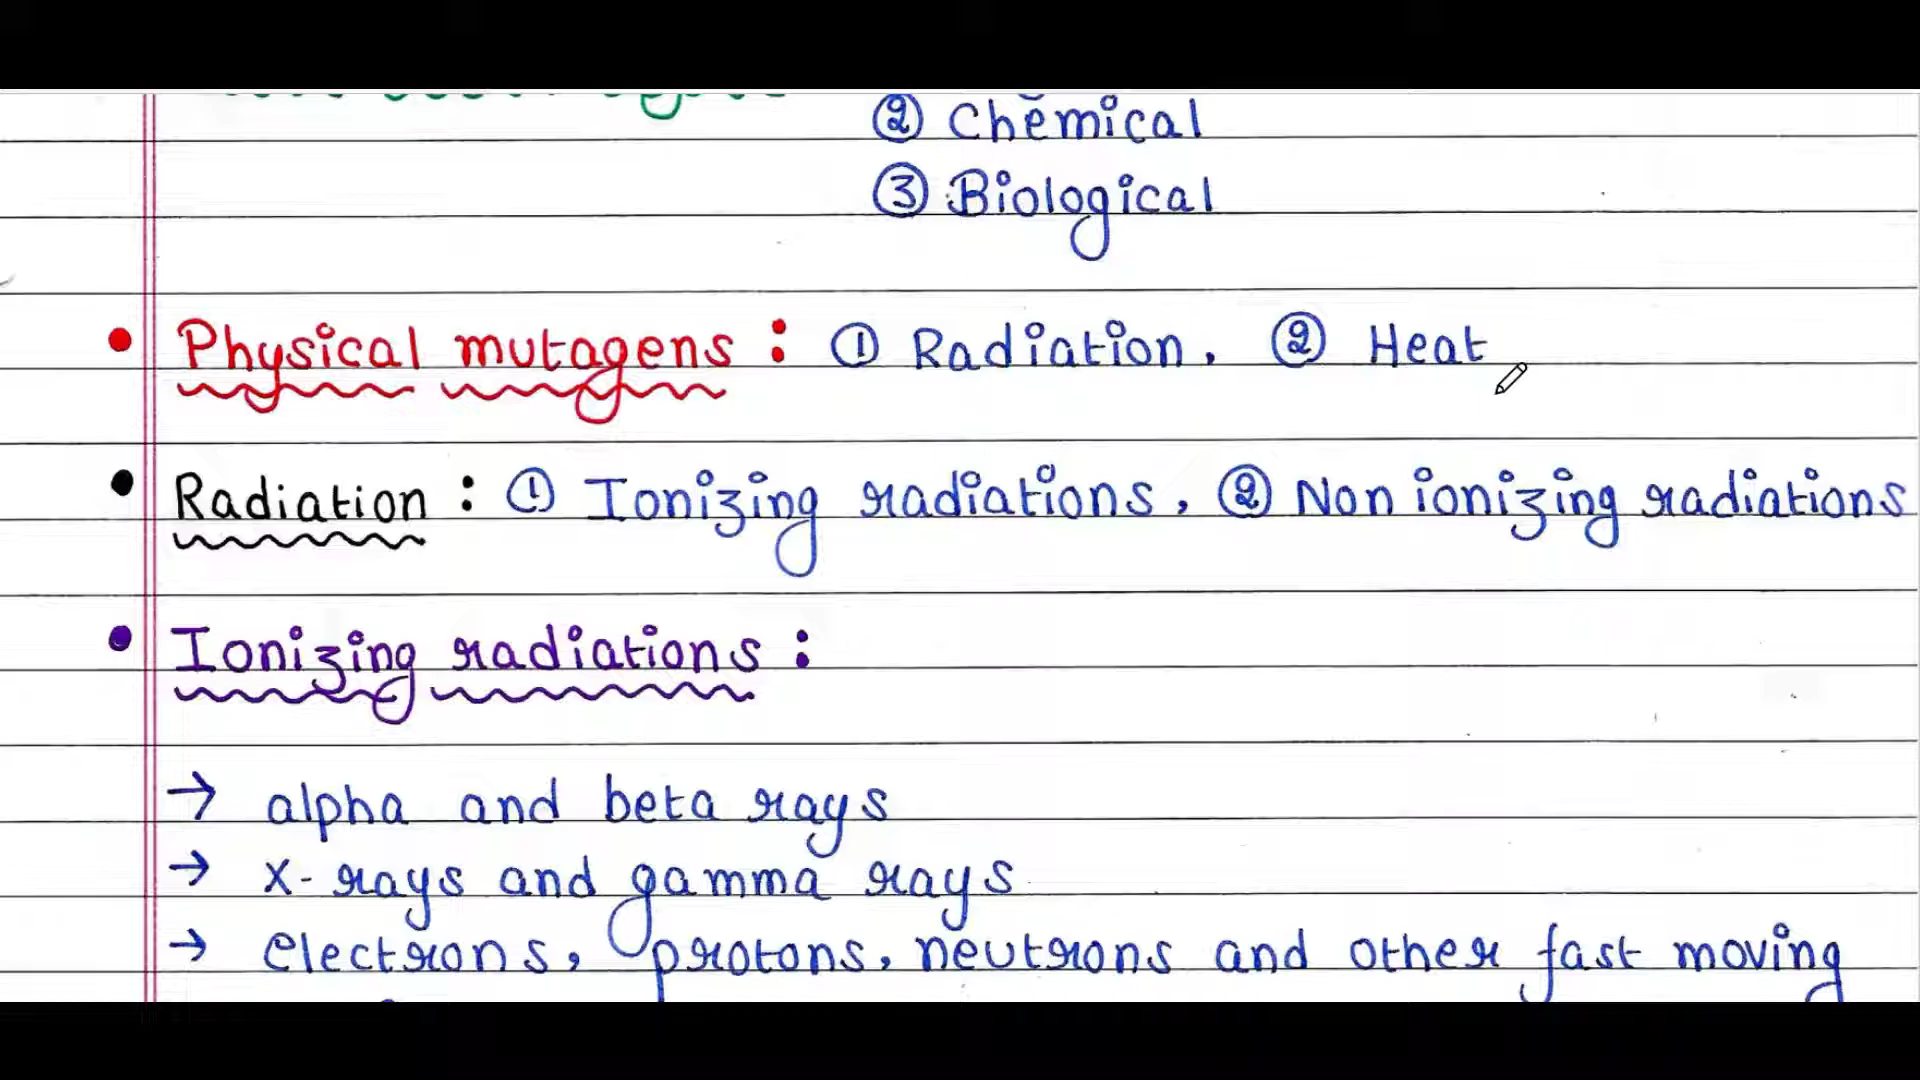 ② Chemical
③ Biological
• Physical mutagens : ① Radiation, ② Heat
• Radiation : ① Ionizing radiations, ② Non ionizing radiations
• Ionizing radiations :
→ alpha and beta rays
→ x-rays and gamma rays
→ electrons, protons, neutrons and other fast moving